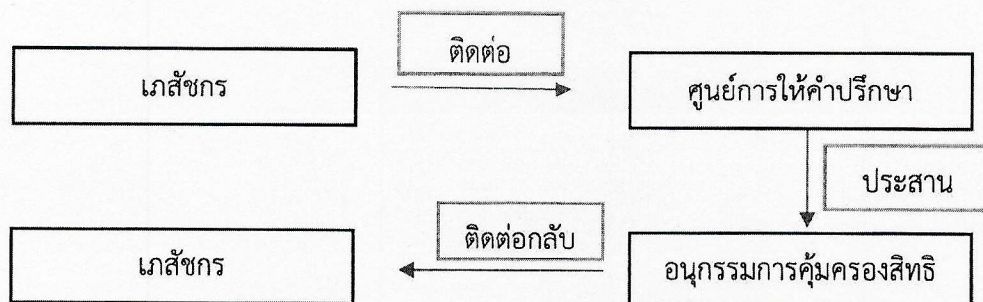 ติดต่อ
เภสัชกร
ศูนย์การให้คำปรึกษา
ประสาน
ติดต่อกลับ
เภสัชกร
อนุกรรมการคุ้มครองสิทธิ